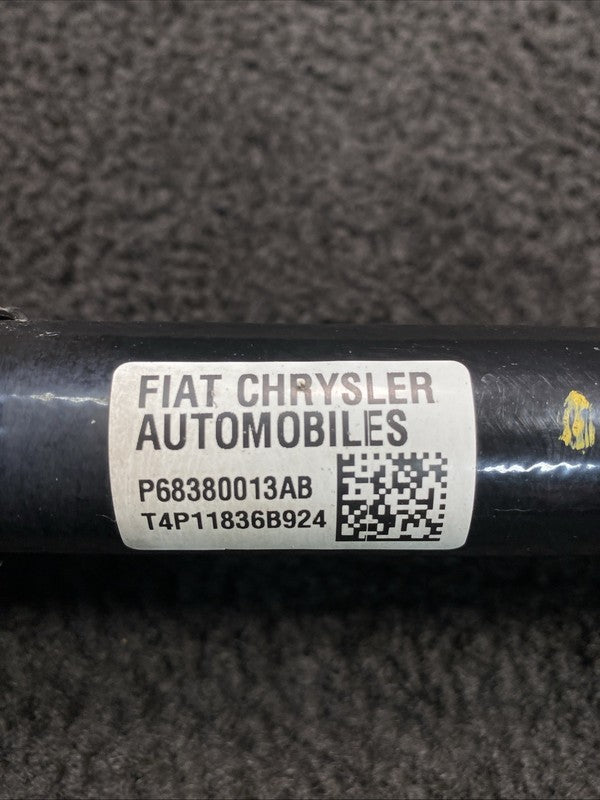 FIAT CHRYSLER
AUTOMOBILES
P68380013AB
T4P11836B924